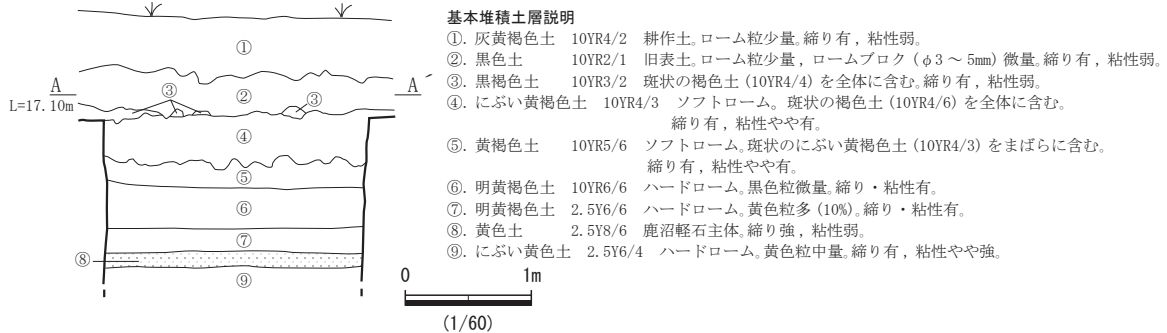 ①
A
A´
②
③
③
L=17.10m
④
⑤
⑥
⑦
⑧
⑨
0 1m
(1/60)
基本堆積土層説明
①. 灰黄褐色土 10YR4/2 耕作土。ローム粒少量。締り有, 粘性弱。
②. 黒色土 10YR2/1 旧表土。ローム粒少量, ロームブロク (φ3～5mm) 微量。締り有, 粘性弱。
③. 黒褐色土 10YR3/2 斑状の褐色土 (10YR4/4) を全体に含む。締り有, 粘性弱。
④. にぶい黄褐色土 10YR4/3 ソフトローム。斑状の褐色土 (10YR4/6) を全体に含む。
締り有, 粘性やや有。
⑤. 黄褐色土 10YR5/6 ソフトローム。斑状のにぶい黄褐色土 (10YR4/3) をまばらに含む。
締り有, 粘性やや有。
⑥. 明黄褐色土 10YR6/6 ハードローム。黒色粒微量。締り・粘性有。
⑦. 明黄褐色土 2.5Y6/6 ハードローム。黄色粒多 (10%)。締り・粘性有。
⑧. 黄色土 2.5Y8/6 鹿沼軽石主体。締り強, 粘性弱。
⑨. にぶい黄色土 2.5Y6/4 ハードローム。黄色粒中量。締り有, 粘性やや強。